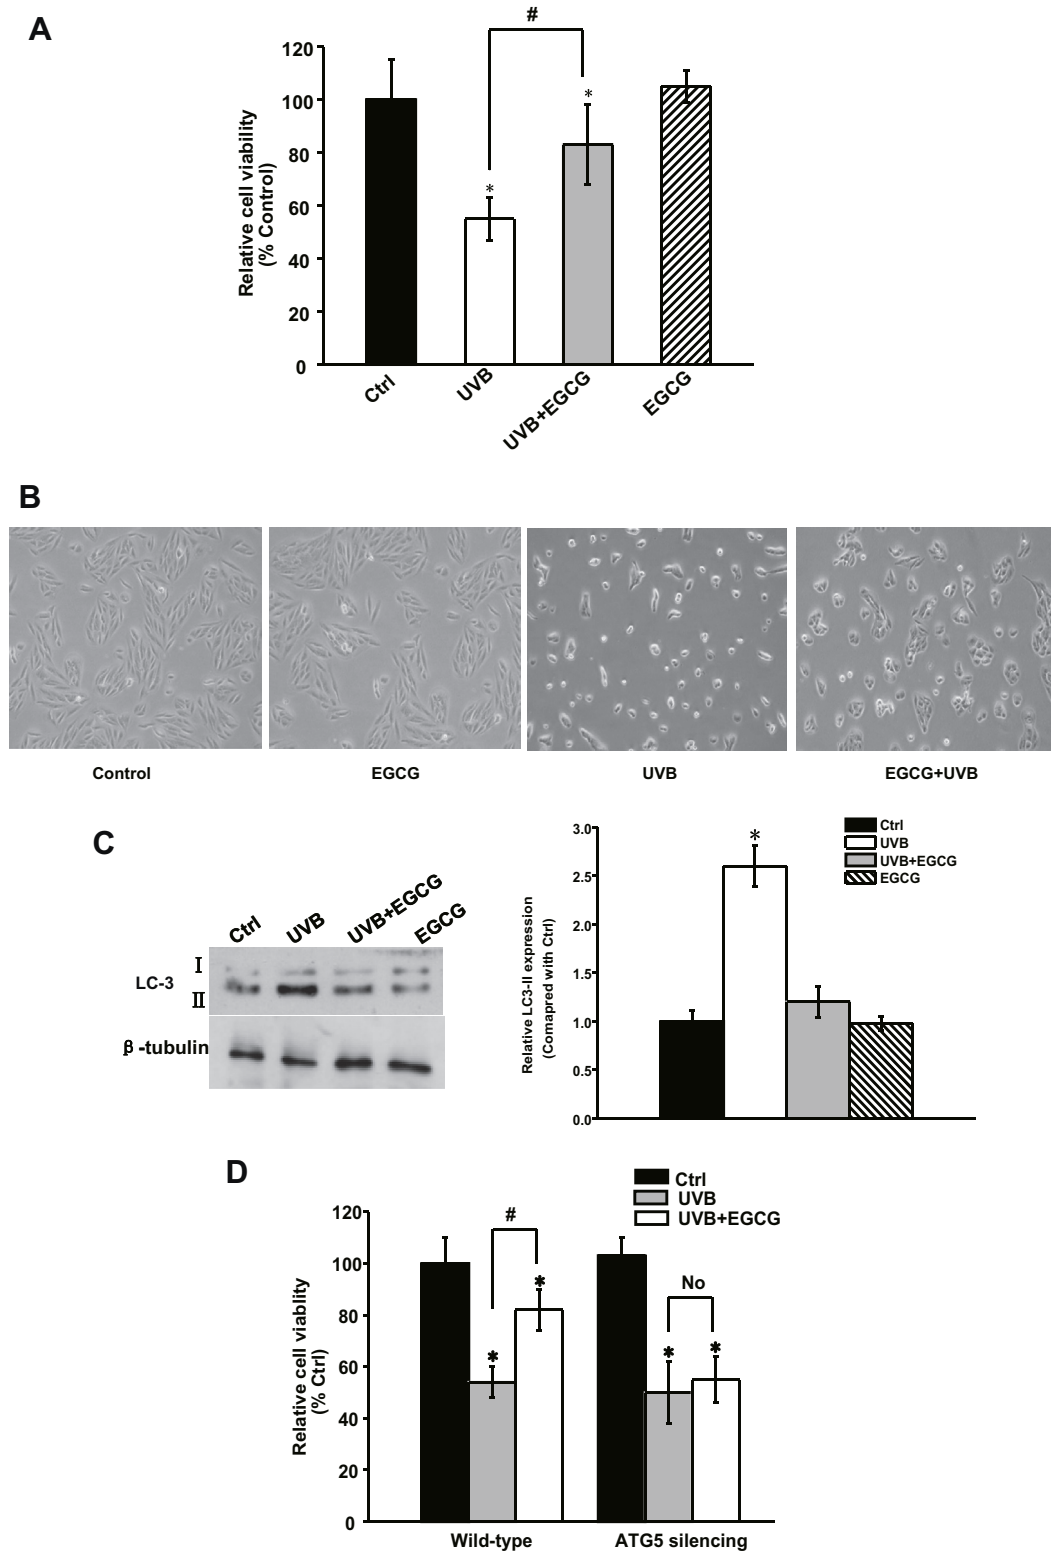 A
#
120
100
80
60
40
20
0
Relative cell viability
(% Control)
*
*
Ctrl
UVB
UVB+EGCG
EGCG
B
Control
EGCG
UVB
EGCG+UVB
C
Ctrl
UVB
UVB+EGCG
EGCG
I
LC-3
II
β-tubulin
3.0
2.5
2.0
1.5
1.0
0.5
0.0
Relative LC3-II expression
(Comapred with Ctrl)
*
Ctrl
UVB
UVB+EGCG
EGCG
D
Ctrl
UVB
UVB+EGCG
120
100
80
60
40
20
0
Relative cell viablity
(% Ctrl)
#
*
*
No
*
*
Wild-type
ATG5 silencing